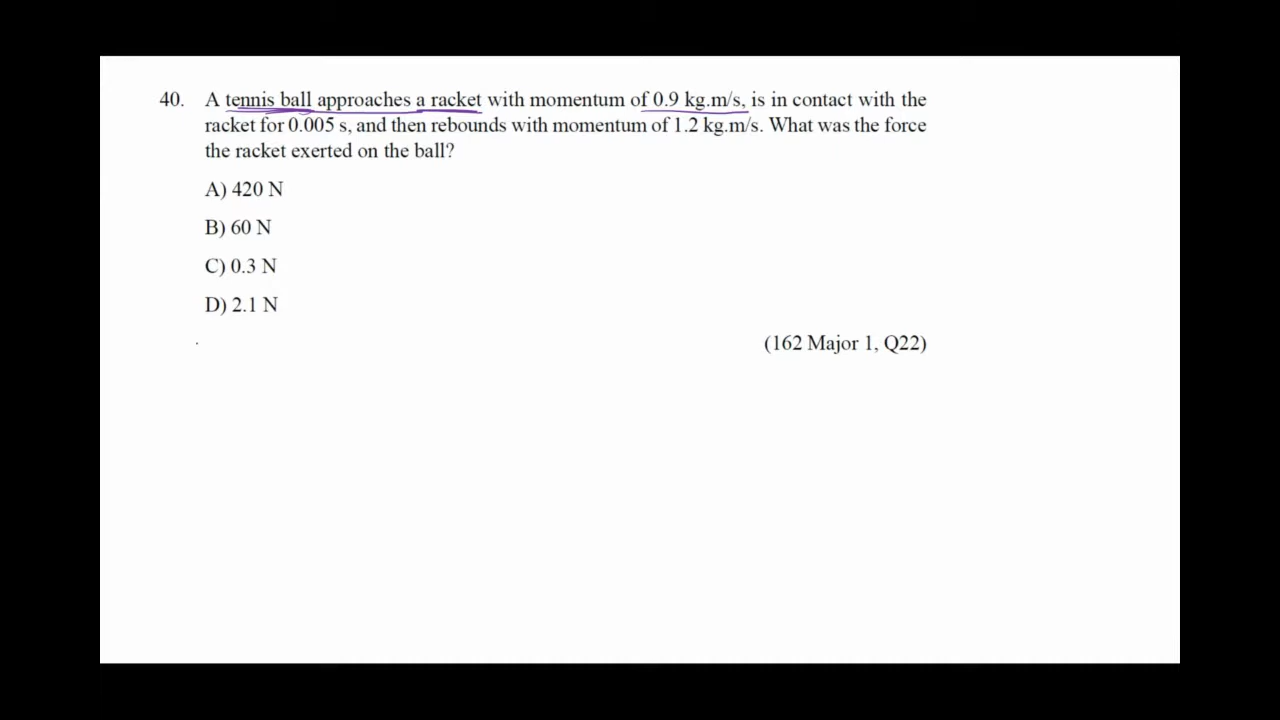 40. A tennis ball approaches a racket with momentum of 0.9 kg.m/s, is in contact with the
racket for 0.005 s, and then rebounds with momentum of 1.2 kg.m/s. What was the force
the racket exerted on the ball?
A) 420 N
B) 60 N
C) 0.3 N
D) 2.1 N
(162 Major 1, Q22)